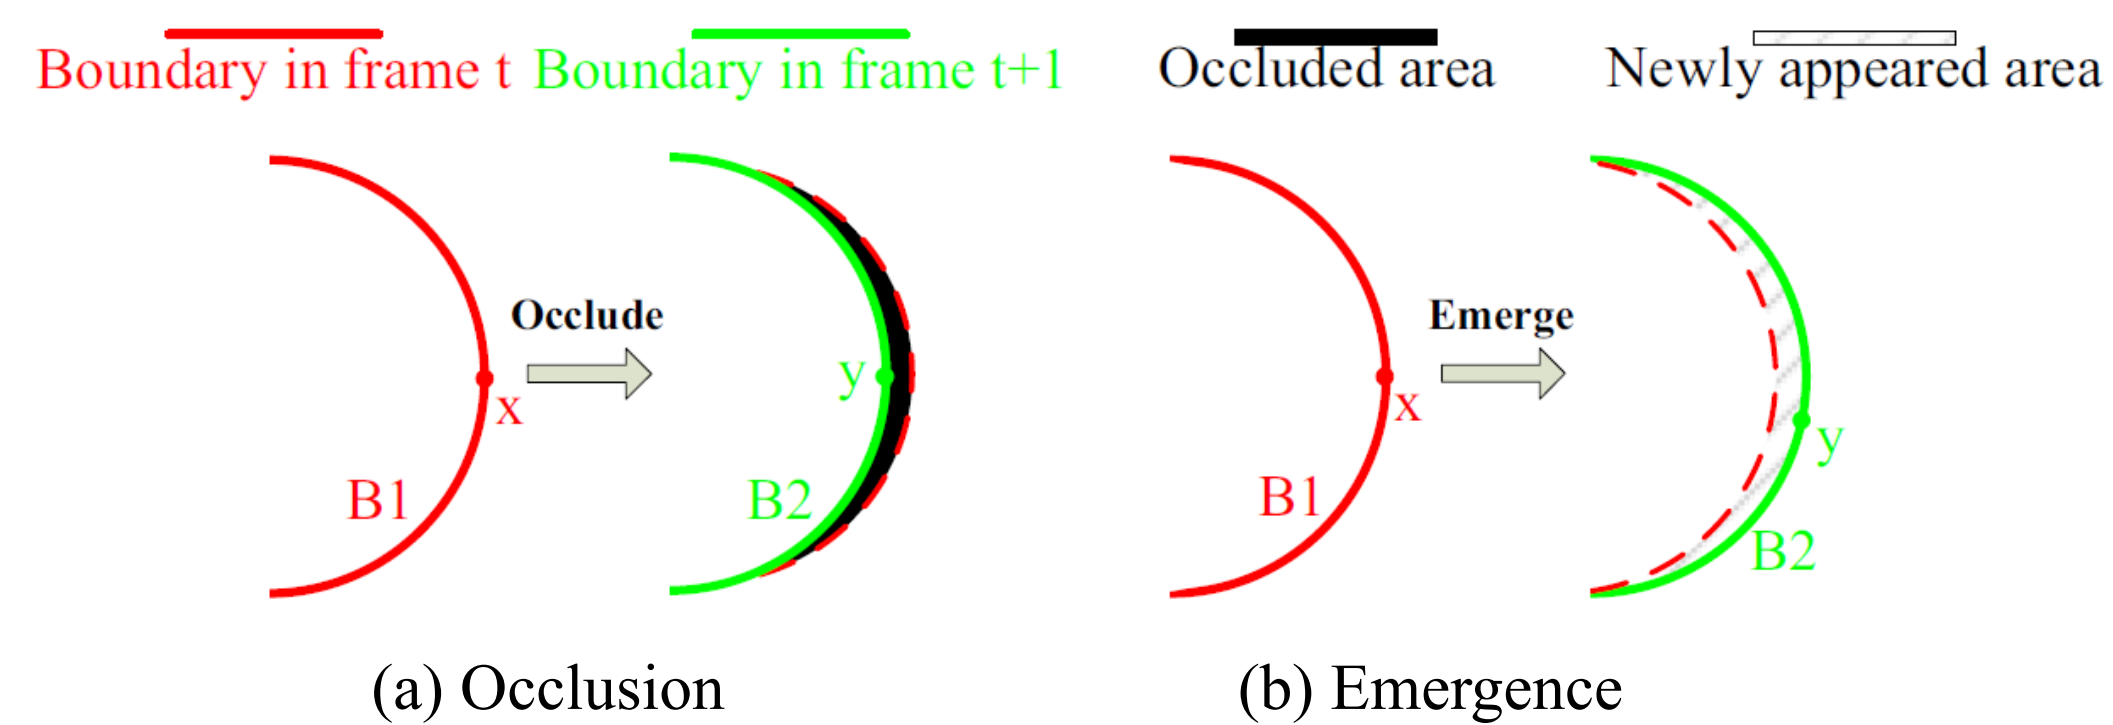 Boundary in frame t Boundary in frame t+1 Occluded area Newly appeared area
Occlude Emerge
x y x y
B1 B2 B1 B2
(a) Occlusion (b) Emergence